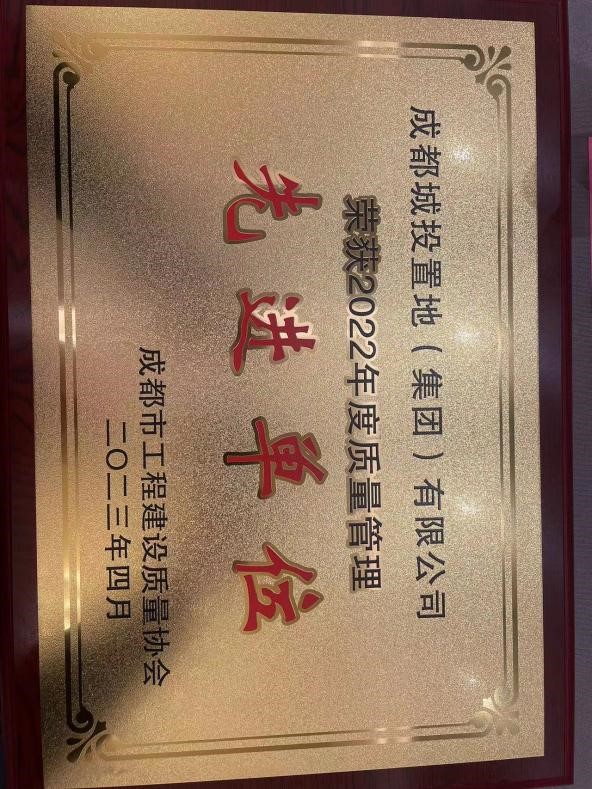 成都城投置地（集团）有限公司
荣获2022年度质量管理
先进单位
成都市工程建设质量协会
二〇二三年四月